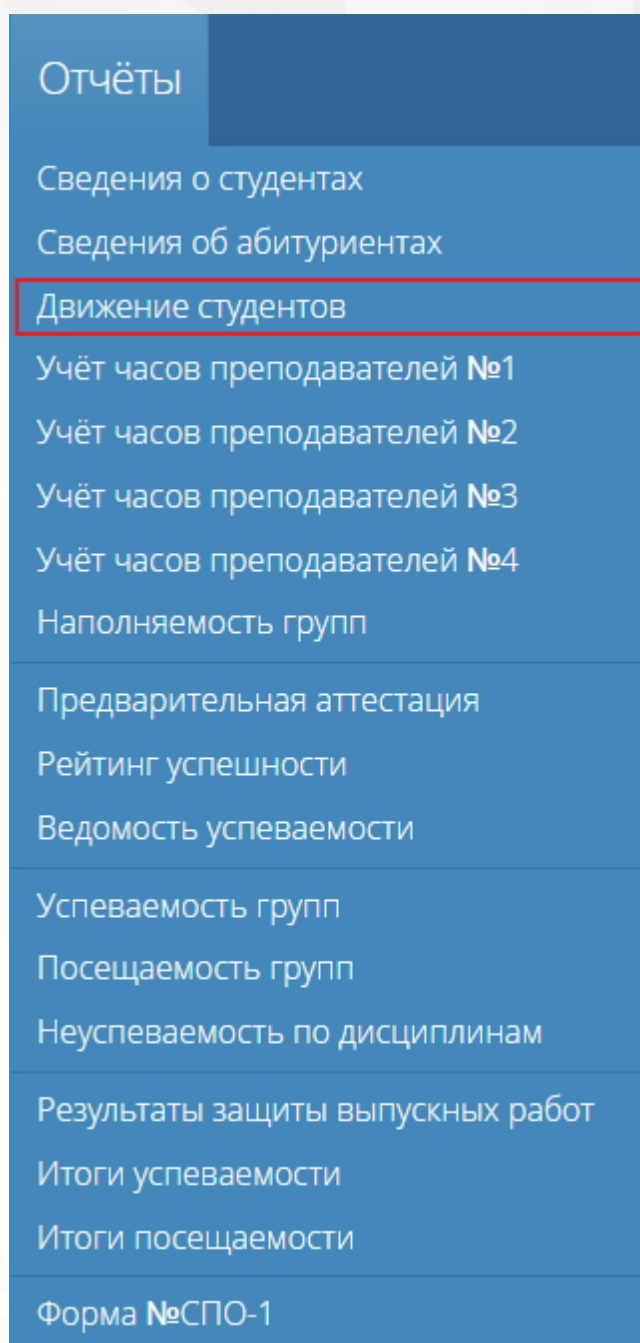 Отчёты
Сведения о студентах
Сведения об абитуриентах
Движение студентов
Учёт часов преподавателей №1
Учёт часов преподавателей №2
Учёт часов преподавателей №3
Учёт часов преподавателей №4
Наполняемость групп
Предварительная аттестация
Рейтинг успешности
Ведомость успеваемости
Успеваемость групп
Посещаемость групп
Неуспеваемость по дисциплинам
Результаты защиты выпускных работ
Итоги успеваемости
Итоги посещаемости
Форма №СПО-1